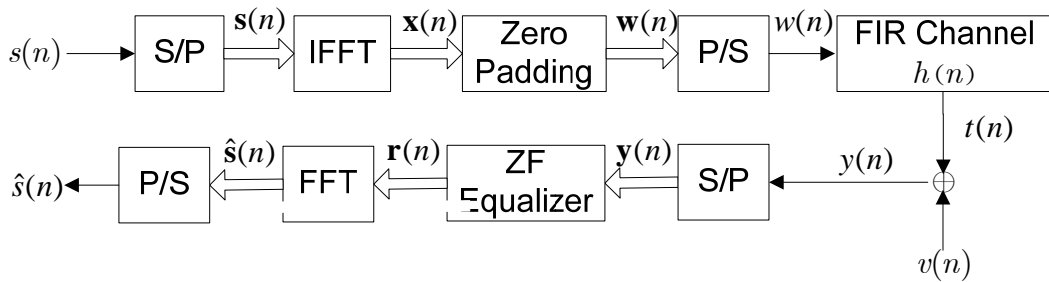 s(n)
S/P
𝐬(n)
IFFT
𝐱(n)
Zero
Padding
𝐰(n)
P/S
w(n)
FIR Channel
h(n)
t(n)
ŝ(n)
P/S
𝐬̂(n)
FFT
𝐫(n)
ZF
Equalizer
𝐲(n)
S/P
y(n)
v(n)